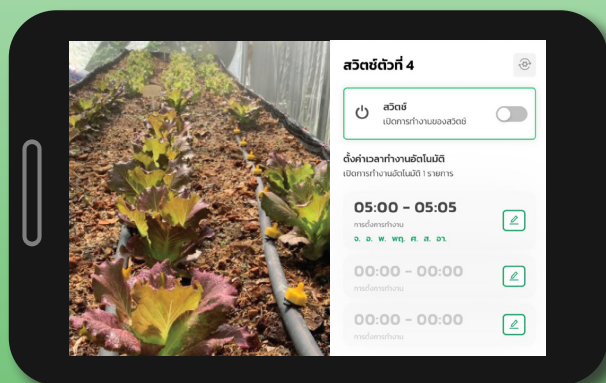 สวิตช์ตัวที่ 4
สวิตช์
เปิดการทำงานของสวิตช์
ตั้งค่าเวลาทำงานอัตโนมัติ
เปิดการทำงานอัตโนมัติ 1 รายการ
05:00 - 05:05
การตั้งการทำงาน
จ. อ. พ. พฤ. ศ. ส. อา.
00:00 - 00:00
การตั้งการทำงาน
00:00 - 00:00
การตั้งการทำงาน